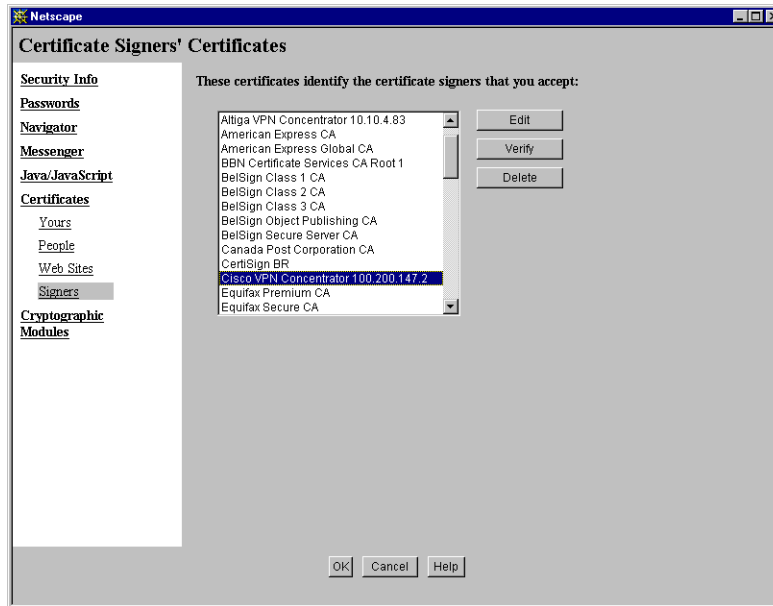 Netscape
Certificate Signers' Certificates
Security Info
Passwords
Navigator
Messenger
Java/JavaScript
Certificates
Yours
People
Web Sites
Signers
Cryptographic
Modules
These certificates identify the certificate signers that you accept:
Altiga VPN Concentrator 10.10.4.83
American Express CA
American Express Global CA
BBN Certificate Services CA Root 1
BelSign Class 1 CA
BelSign Class 2 CA
BelSign Class 3 CA
BelSign Object Publishing CA
BelSign Secure Server CA
Canada Post Corporation CA
CertiSign BR
Cisco VPN Concentrator 100.200.147.2
Equifax Premium CA
Equifax Secure CA
Edit
Verify
Delete
OK
Cancel
Help